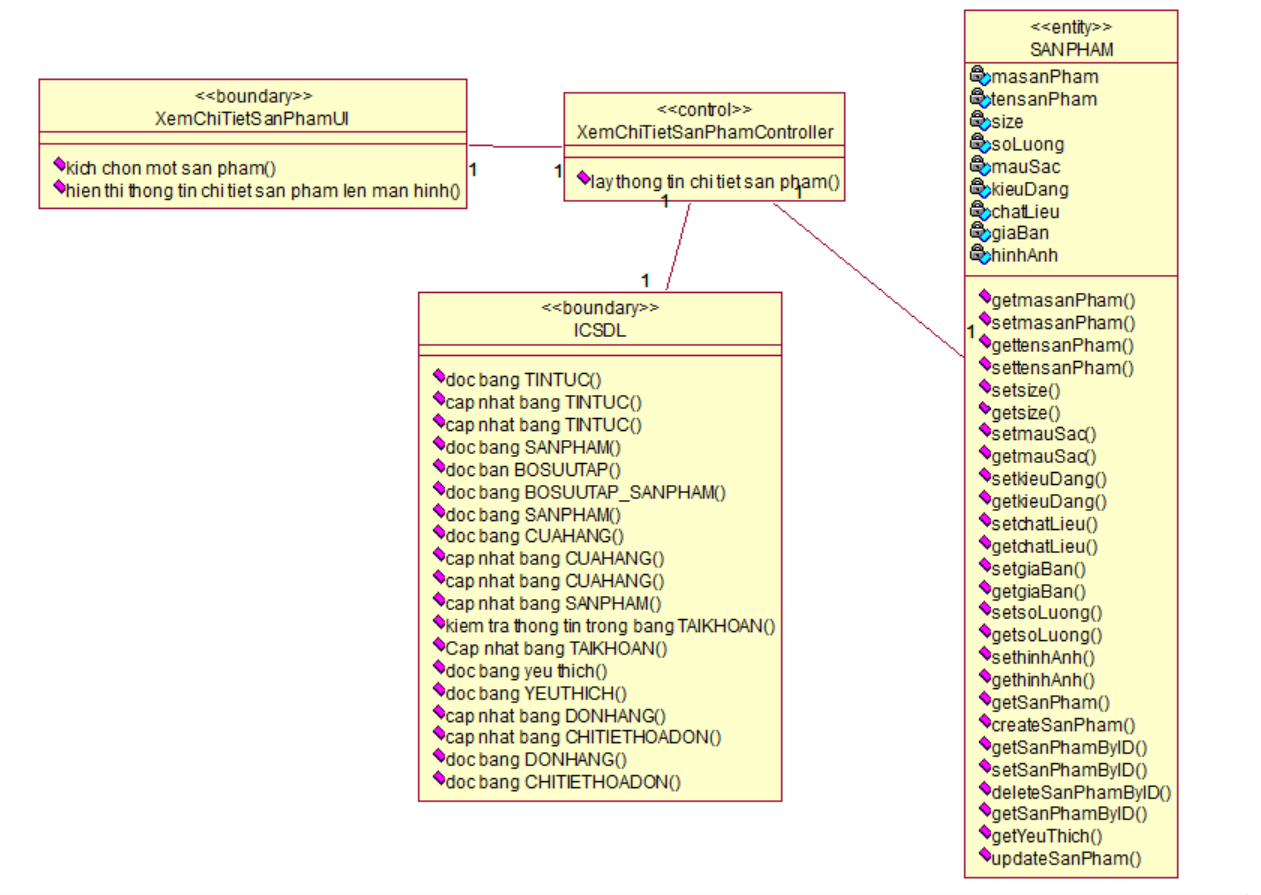 <<boundary>>
XemChiTietSanPhamUI
kich chon mot san pham()
hien thi thong tin chi tiet san pham len man hinh()
1
1
<<control>>
XemChiTietSanPhamController
lay thong tin chi tiet san pham()
1
1
1
1
<<boundary>>
ICSDL
doc bang TINTUC()
cap nhat bang TINTUC()
cap nhat bang TINTUC()
doc bang SANPHAM()
doc ban BOSUUTAP()
doc bang BOSUUTAP_SANPHAM()
doc bang SANPHAM()
doc bang CUAHANG()
cap nhat bang CUAHANG()
cap nhat bang CUAHANG()
cap nhat bang SANPHAM()
kiem tra thong tin trong bang TAIKHOAN()
Cap nhat bang TAIKHOAN()
doc bang yeu thich()
doc bang YEUTHICH()
cap nhat bang DONHANG()
cap nhat bang CHITIETHOADON()
doc bang DONHANG()
doc bang CHITIETHOADON()
<<entity>>
SANPHAM
masanPham
tensanPham
size
soLuong
mauSac
kieuDang
chatLieu
giaBan
hinhAnh
getmasanPham()
setmasanPham()
gettensanPham()
settensanPham()
setsize()
getsize()
setmauSac()
getmauSac()
setkieuDang()
getkieuDang()
setchatLieu()
getchatLieu()
setgiaBan()
getgiaBan()
setsoLuong()
getsoLuong()
sethinhAnh()
gethinhAnh()
getSanPham()
createSanPham()
getSanPhamByID()
setSanPhamByID()
deleteSanPhamByID()
getSanPhamByID()
getYeuThich()
updateSanPham()